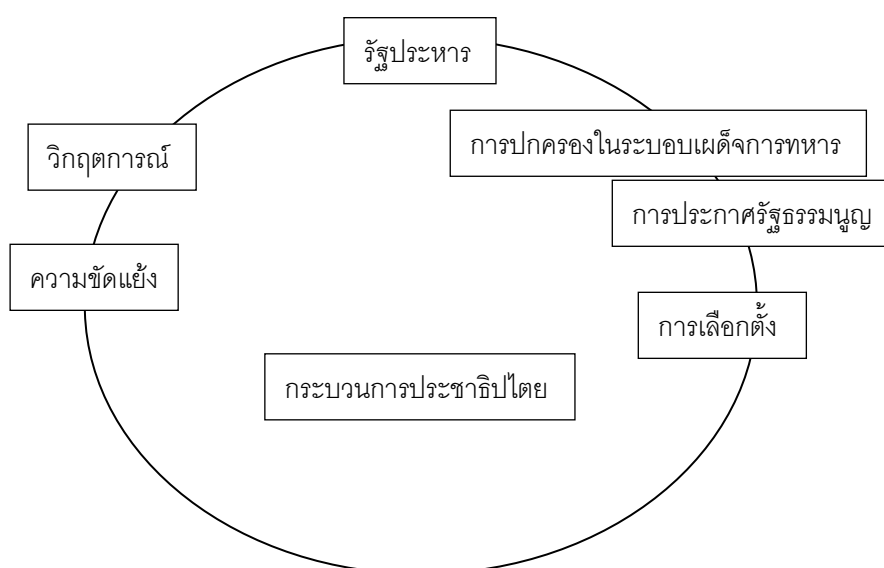 รัฐประหาร
การปกครองในระบอบเผด็จการทหาร
วิกฤตการณ์
การประกาศรัฐธรรมนูญ
ความขัดแย้ง
การเลือกตั้ง
กระบวนการประชาธิปไตย